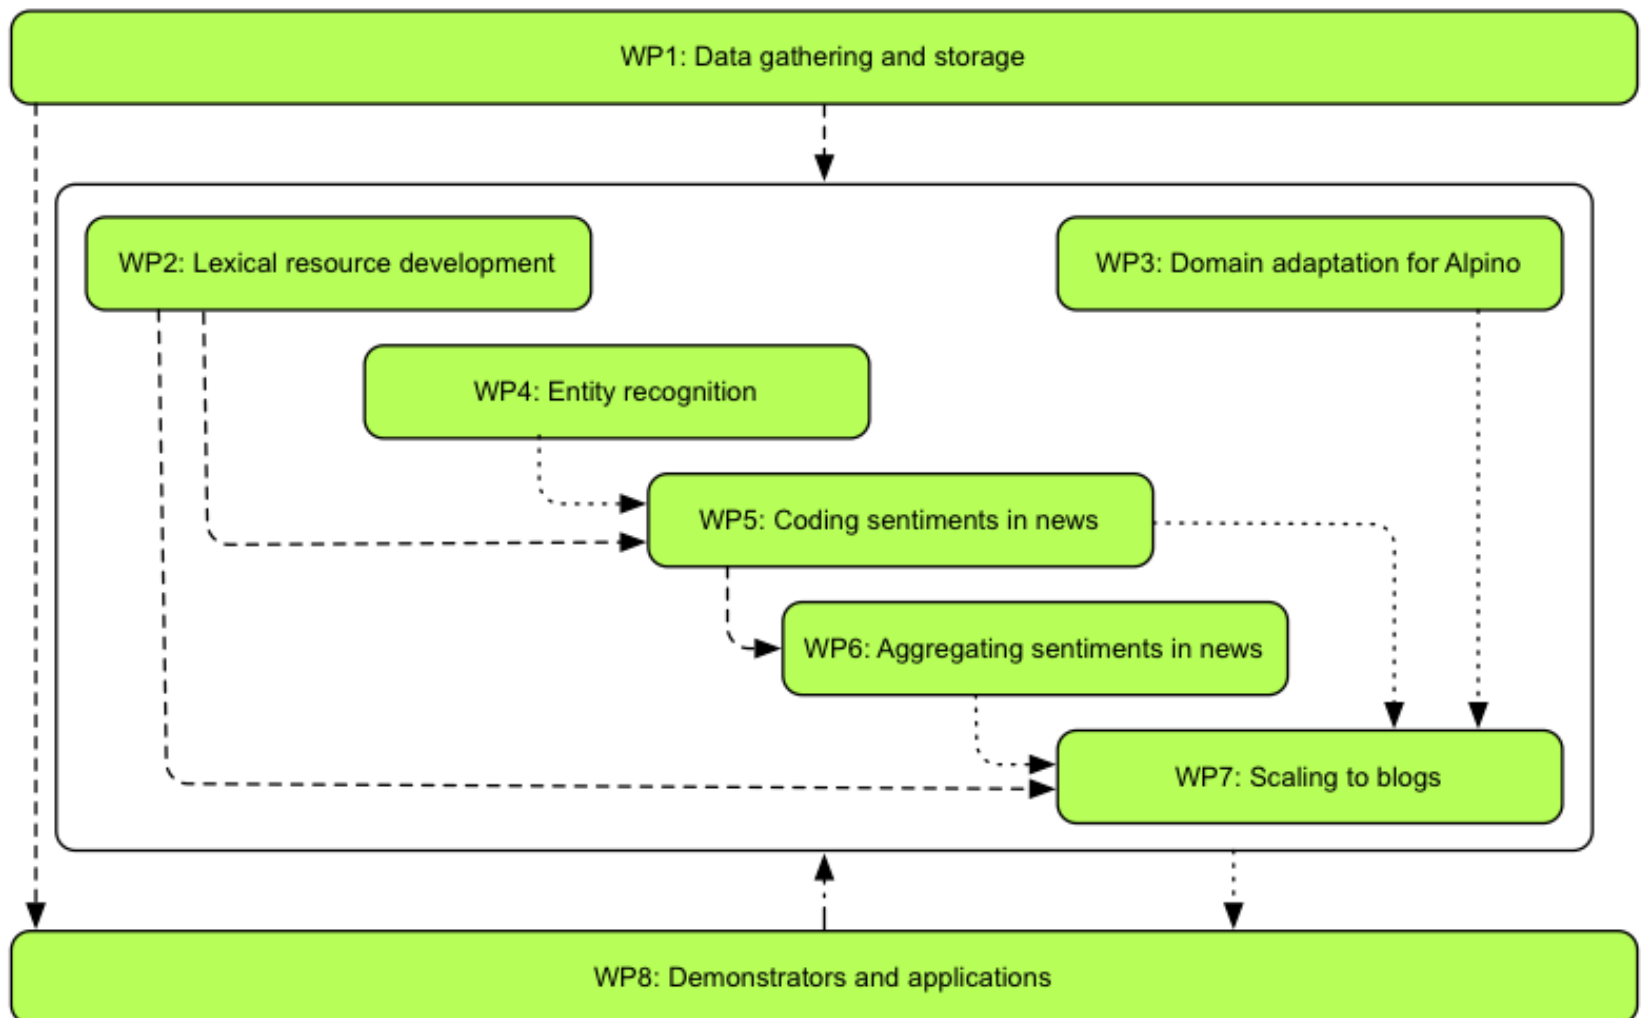 WP1: Data gathering and storage
WP2: Lexical resource development
WP3: Domain adaptation for Alpino
WP4: Entity recognition
WP5: Coding sentiments in news
WP6: Aggregating sentiments in news
WP7: Scaling to blogs
WP8: Demonstrators and applications